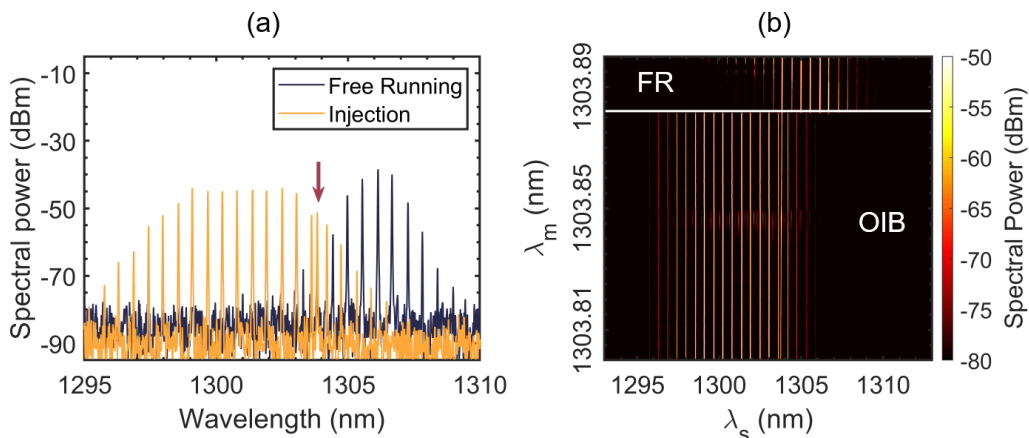 (a)
-10
-30
-50
-70
-90
Spectral power (dBm)
Free Running
Injection
1295
1300
1305
1310
Wavelength (nm)
(b)
1303.89
1303.85
1303.81
λm (nm)
FR
OIB
1295
1300
1305
1310
λs (nm)
-50
-55
-60
-65
-70
-75
-80
Spectral Power (dBm)